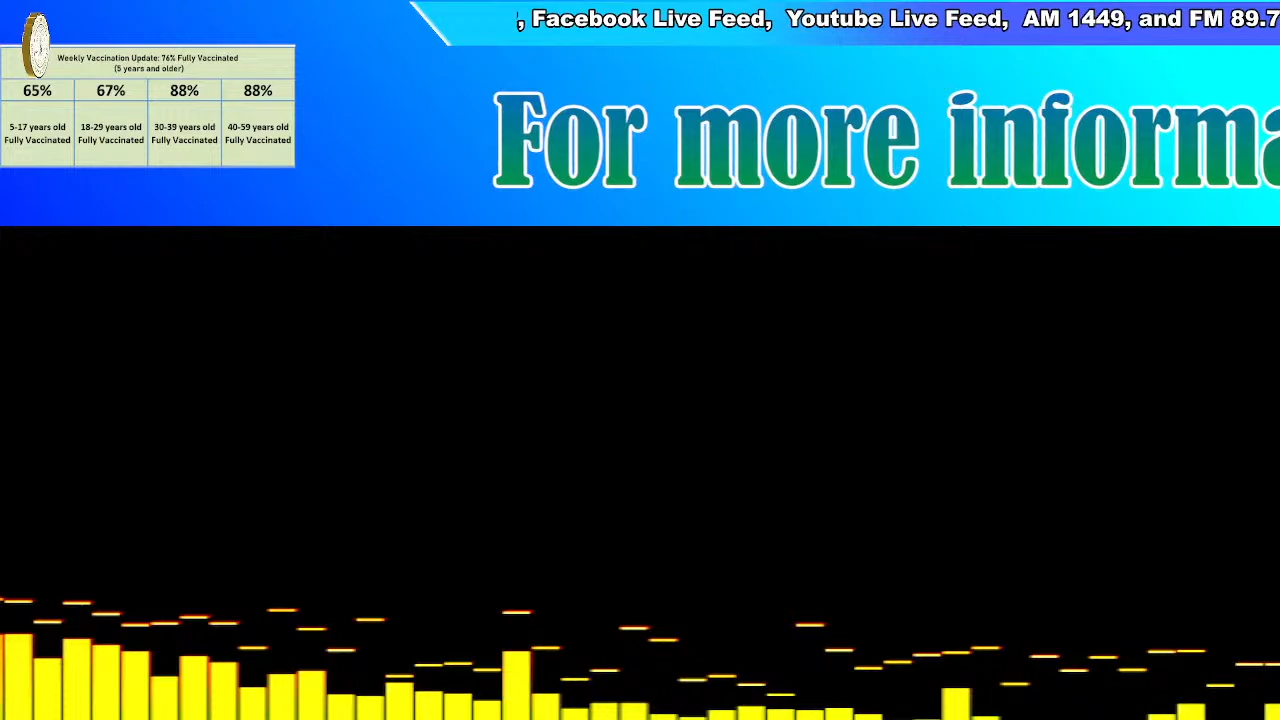 , Facebook Live Feed, Youtube Live Feed, AM 1449, and FM 89.7
Weekly Vaccination Update: 76% Fully Vaccinated
(5 years and older)
65% 67% 88% 88%
5-17 years old 18-29 years old 30-39 years old 40-59 years old
Fully Vaccinated Fully Vaccinated Fully Vaccinated Fully Vaccinated
For more informa